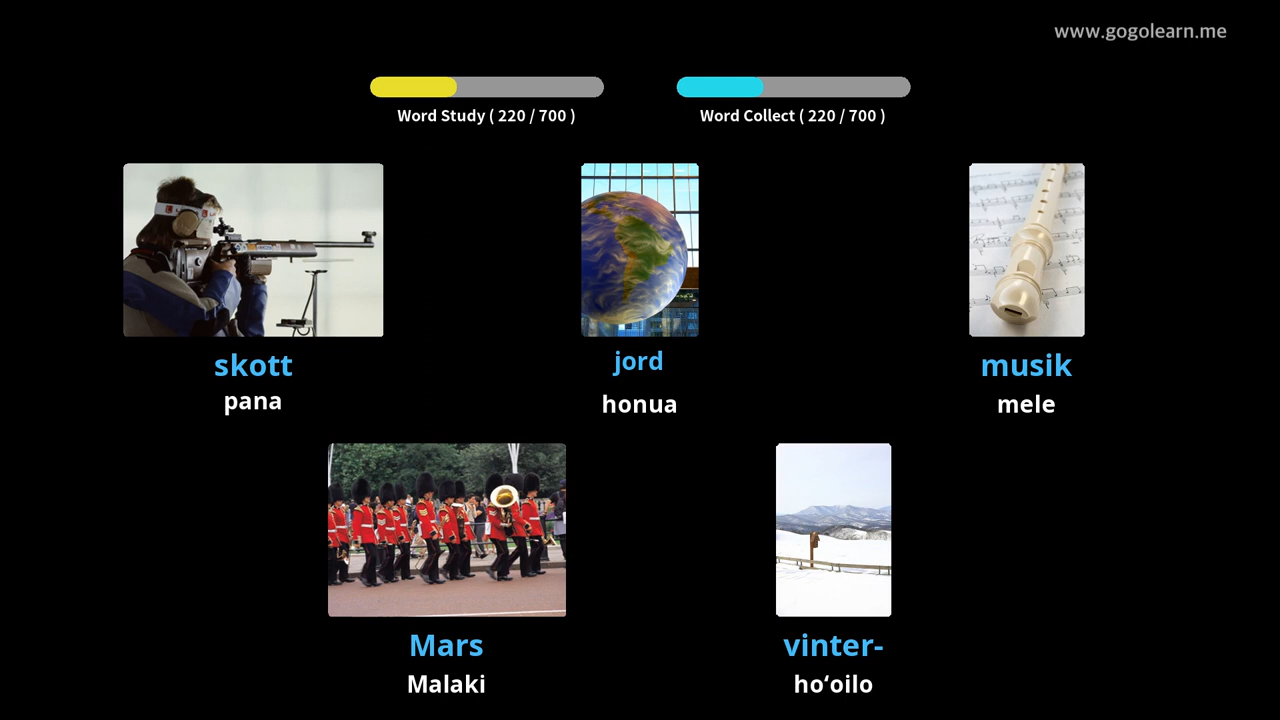 www.gogolearn.me
Word Study ( 220 / 700 )
Word Collect ( 220 / 700 )
skott
pana
jord
honua
musik
mele
Mars
Malaki
vinter-
hoʻoilo